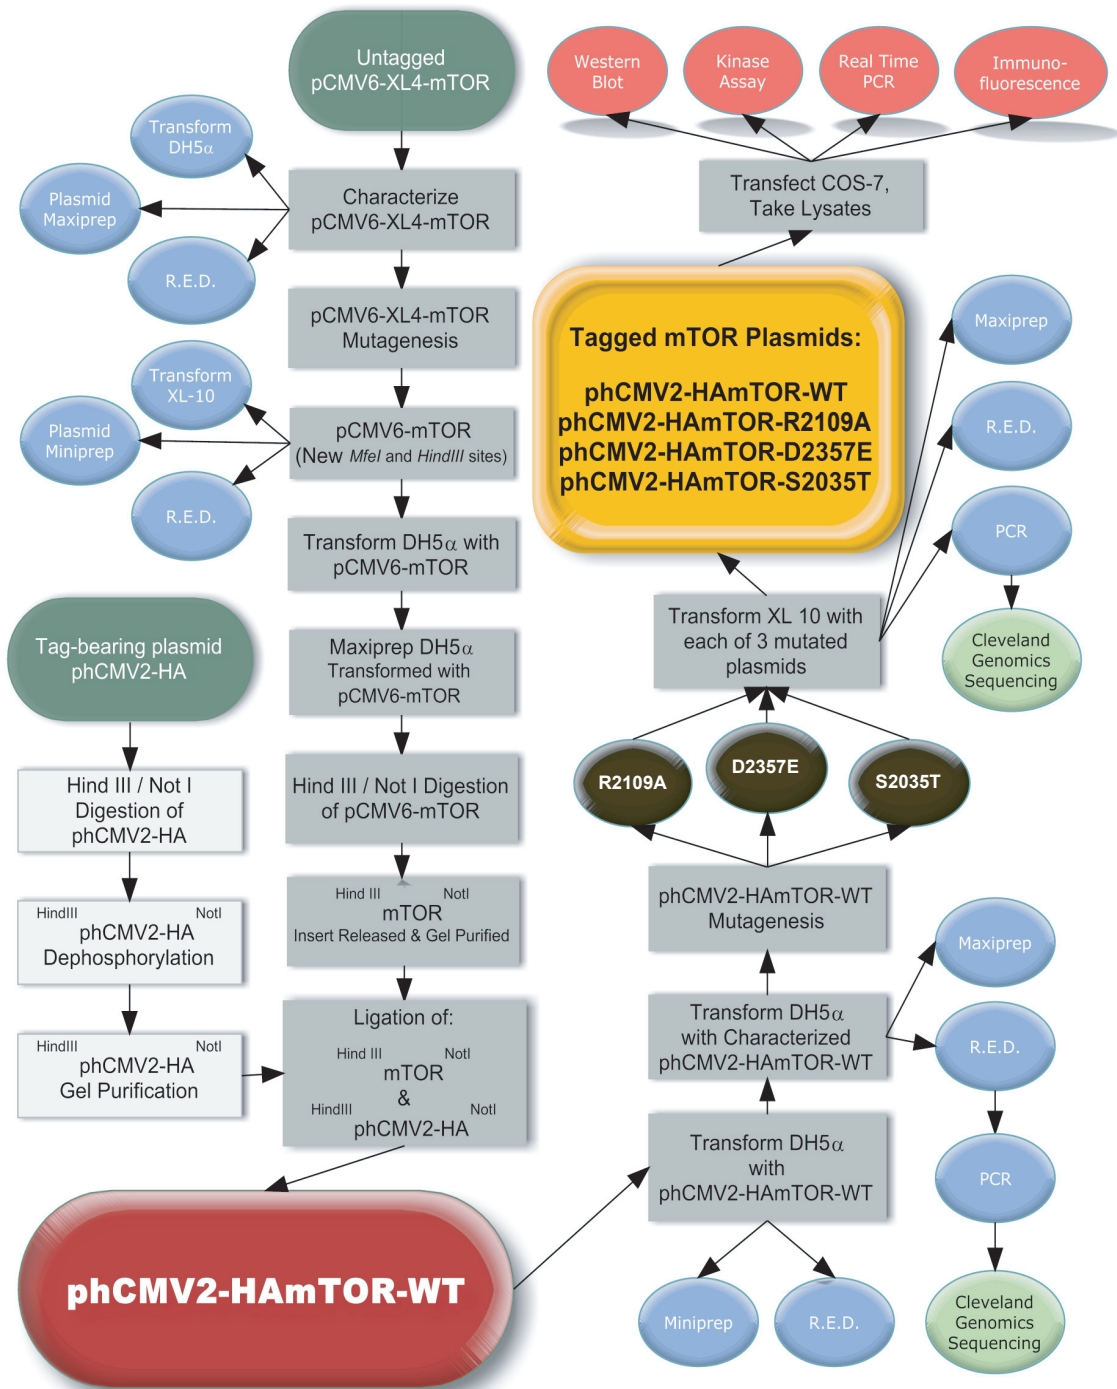 Untagged
pCMV6-XL4-mTOR
Transform
DH5α
Plasmid
Maxiprep
R.E.D.
Characterize
pCMV6-XL4-mTOR
pCMV6-XL4-mTOR
Mutagenesis
Transform
XL-10
Plasmid
Miniprep
R.E.D.
pCMV6-mTOR
(New MfeI and HindIII sites)
Transform DH5α with
pCMV6-mTOR
Maxiprep DH5α
Transformed with
pCMV6-mTOR
Hind III / Not I Digestion
of pCMV6-mTOR
Hind III NotI
mTOR
Insert Released & Gel Purified
Tag-bearing plasmid
phCMV2-HA
Hind III / Not I
Digestion of
phCMV2-HA
HindIII NotI
phCMV2-HA
Dephosphorylation
HindIII NotI
phCMV2-HA
Gel Purification
Ligation of:
Hind III NotI
mTOR
&
HindIII NotI
phCMV2-HA
phCMV2-HAmTOR-WT
Transform DH5α
with
phCMV2-HAmTOR-WT
Miniprep
R.E.D.
Transform DH5α
with Characterized
phCMV2-HAmTOR-WT
Maxiprep
R.E.D.
PCR
Cleveland
Genomics
Sequencing
phCMV2-HAmTOR-WT
Mutagenesis
R2109A
D2357E
S2035T
Transform XL 10 with
each of 3 mutated
plasmids
Maxiprep
R.E.D.
PCR
Cleveland
Genomics
Sequencing
Tagged mTOR Plasmids:
phCMV2-HAmTOR-WT
phCMV2-HAmTOR-R2109A
phCMV2-HAmTOR-D2357E
phCMV2-HAmTOR-S2035T
Transfect COS-7,
Take Lysates
Western
Blot
Kinase
Assay
Real Time
PCR
Immuno-
fluorescence